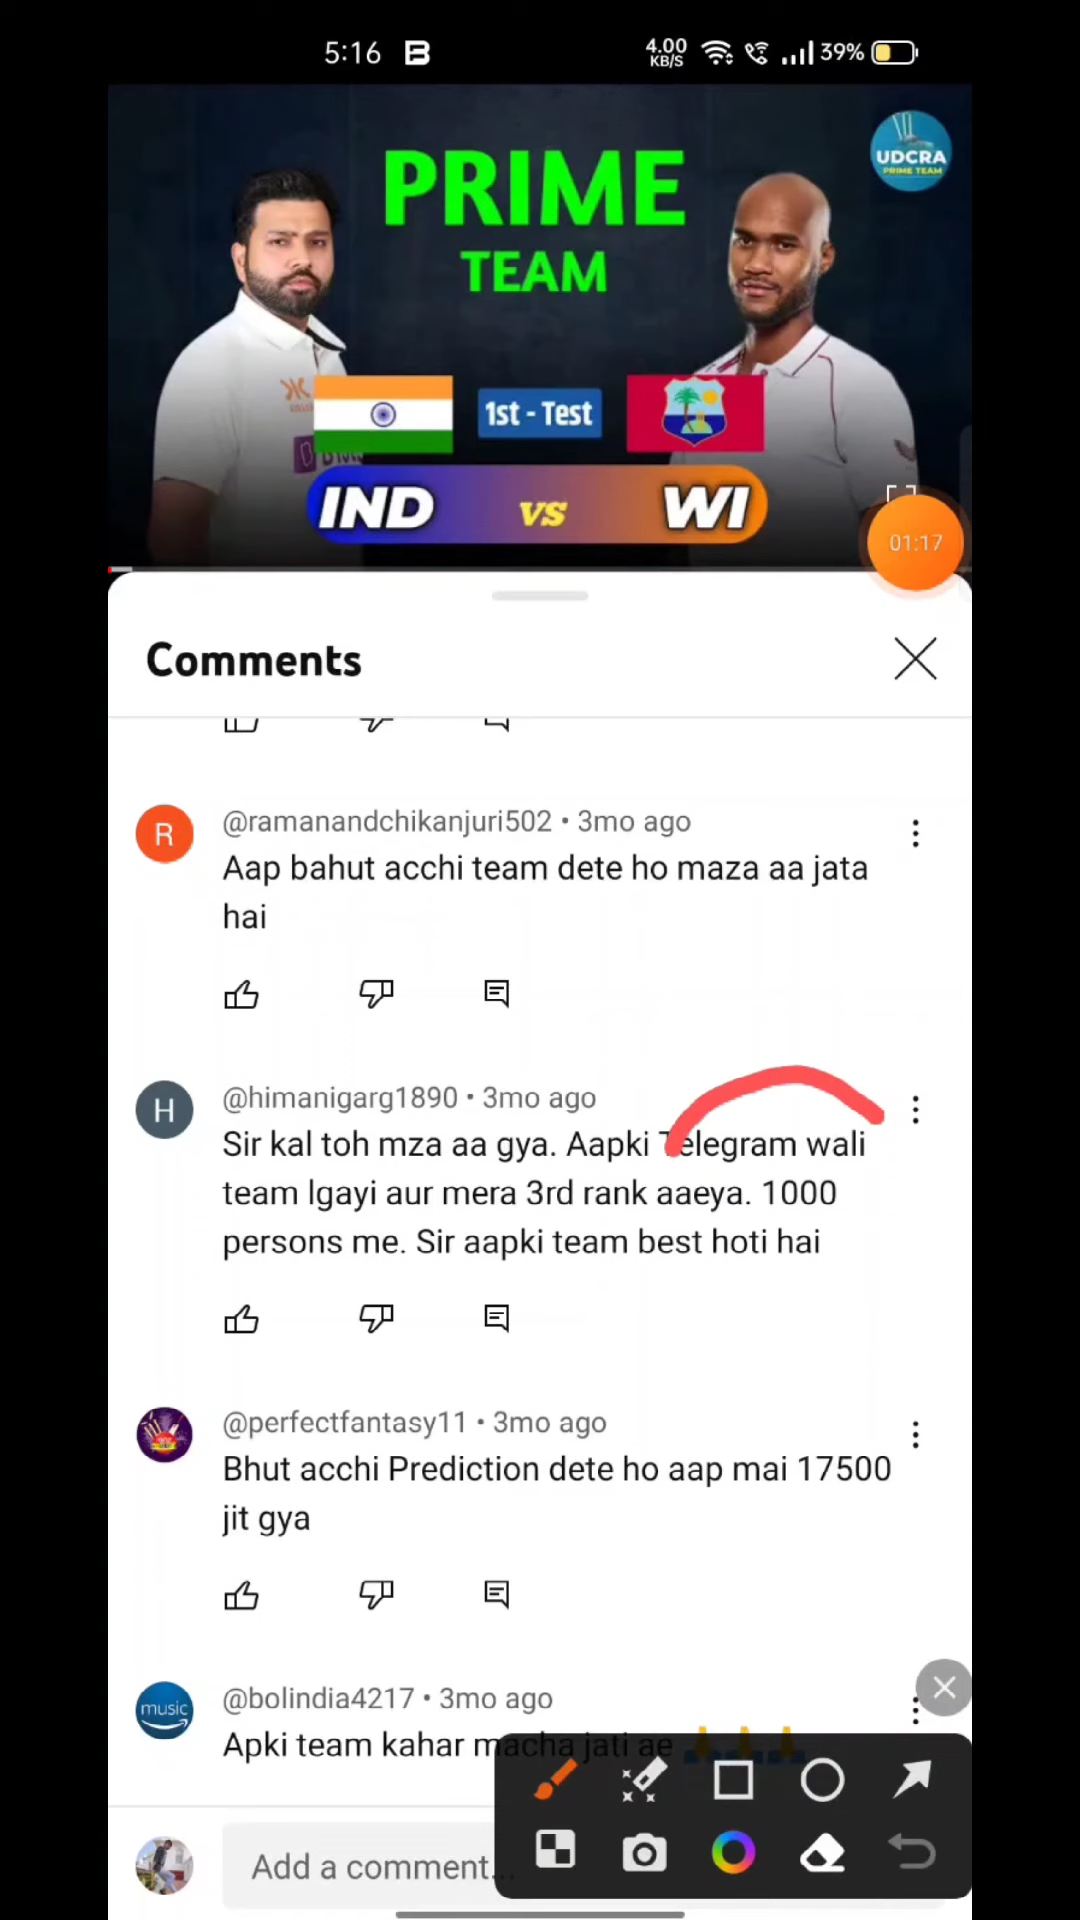 5:16
4.00
KB/S
39%
UDCRA
PRIME TEAM
PRIME
TEAM
1st - Test
IND vs WI
01:17
Comments
R
@ramanandchikanjuri502 • 3mo ago
Aap bahut acchi team dete ho maza aa jata
hai
H
@himanigarg1890 • 3mo ago
Sir kal toh mza aa gya. Aapki Telegram wali
team lgayi aur mera 3rd rank aaeya. 1000
persons me. Sir aapki team best hoti hai
@perfectfantasy11 • 3mo ago
Bhut acchi Prediction dete ho aap mai 17500
jit gya
music
@bolindia4217 • 3mo ago
Apki team kahar macha jati ae 🙏🙏🙏
Add a comment...